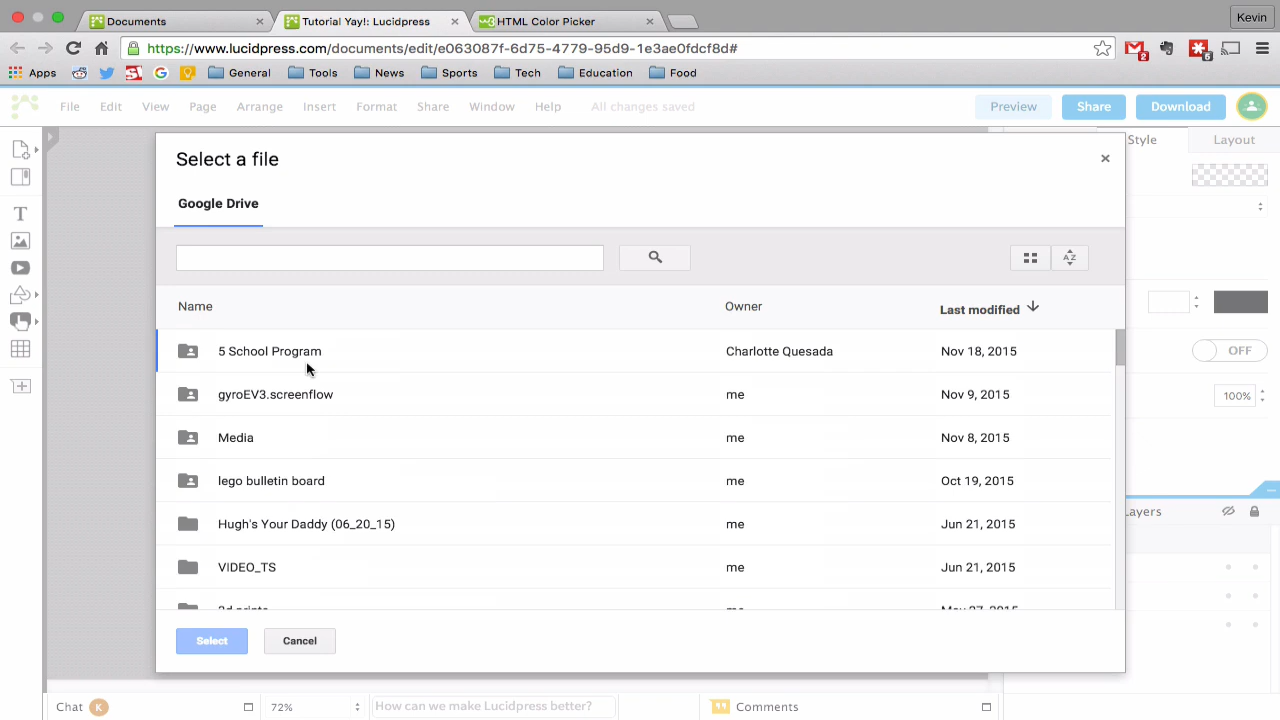 Documents
Tutorial Yay!: Lucidpress
HTML Color Picker
Kevin
https://www.lucidpress.com/documents/edit/e063087f-6d75-4779-95d9-1e3ae0fdcf8d#
2
6
Apps
General
Tools
News
Sports
Tech
Education
Food
File
Edit
View
Page
Arrange
Insert
Format
Share
Window
Help
All changes saved
Preview
Share
Download
Select a file
Style
Layout
Google Drive
AZ
Name
Owner
Last modified
5 School Program
Charlotte Quesada
Nov 18, 2015
OFF
gyroEV3.screenflow
me
Nov 9, 2015
100%
Media
me
Nov 8, 2015
lego bulletin board
me
Oct 19, 2015
ayers
Hugh's Your Daddy (06_20_15)
me
Jun 21, 2015
VIDEO_TS
me
Jun 21, 2015
Select
Cancel
Chat
K
72%
How can we make Lucidpress better?
Comments